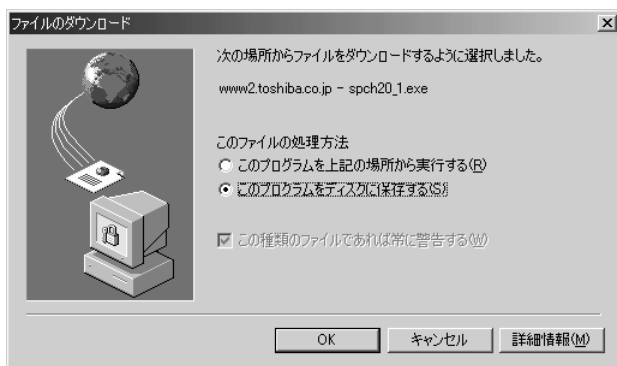 ファイルのダウンロード
次の場所からファイルをダウンロードするように選択しました。
www2.toshiba.co.jp - spch20_1.exe
このファイルの処理方法
このプログラムを上記の場所から実行する(R)
このプログラムをディスクに保存する(S)
この種類のファイルであれば常に警告する(W)
OK
キャンセル
詳細情報(M)